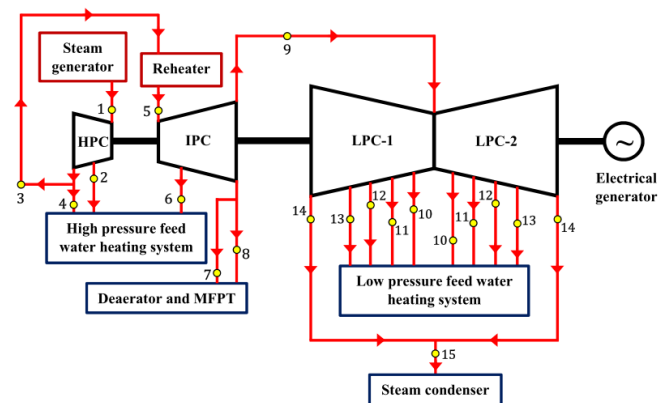 9
Steam
generator
Reheater
1
5
HPC
IPC
LPC-1
LPC-2
~
Electrical
generator
2
3
4
6
12
12
14
13
11
10
10
11
13
14
High pressure feed
water heating system
7
8
Deaerator and MFPT
Low pressure feed water
heating system
15
Steam condenser